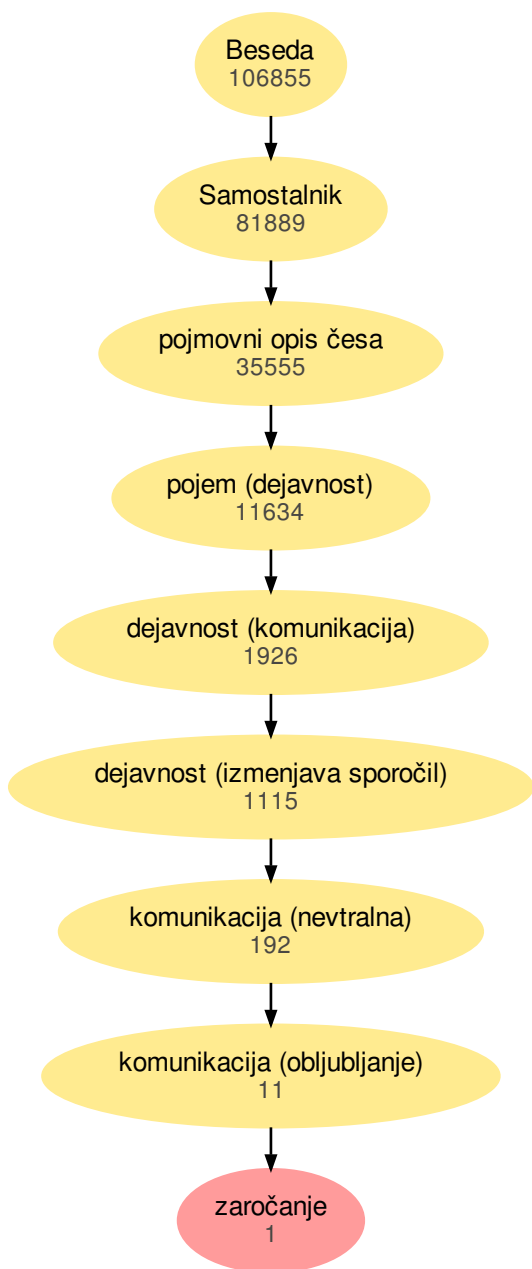 Beseda
106855
Samostalnik
81889
pojmovni opis česa
35555
pojem (dejavnost)
11634
dejavnost (komunikacija)
1926
dejavnost (izmenjava sporočil)
1115
komunikacija (nevtralna)
192
komunikacija (obljubljanje)
11
zaročanje
1